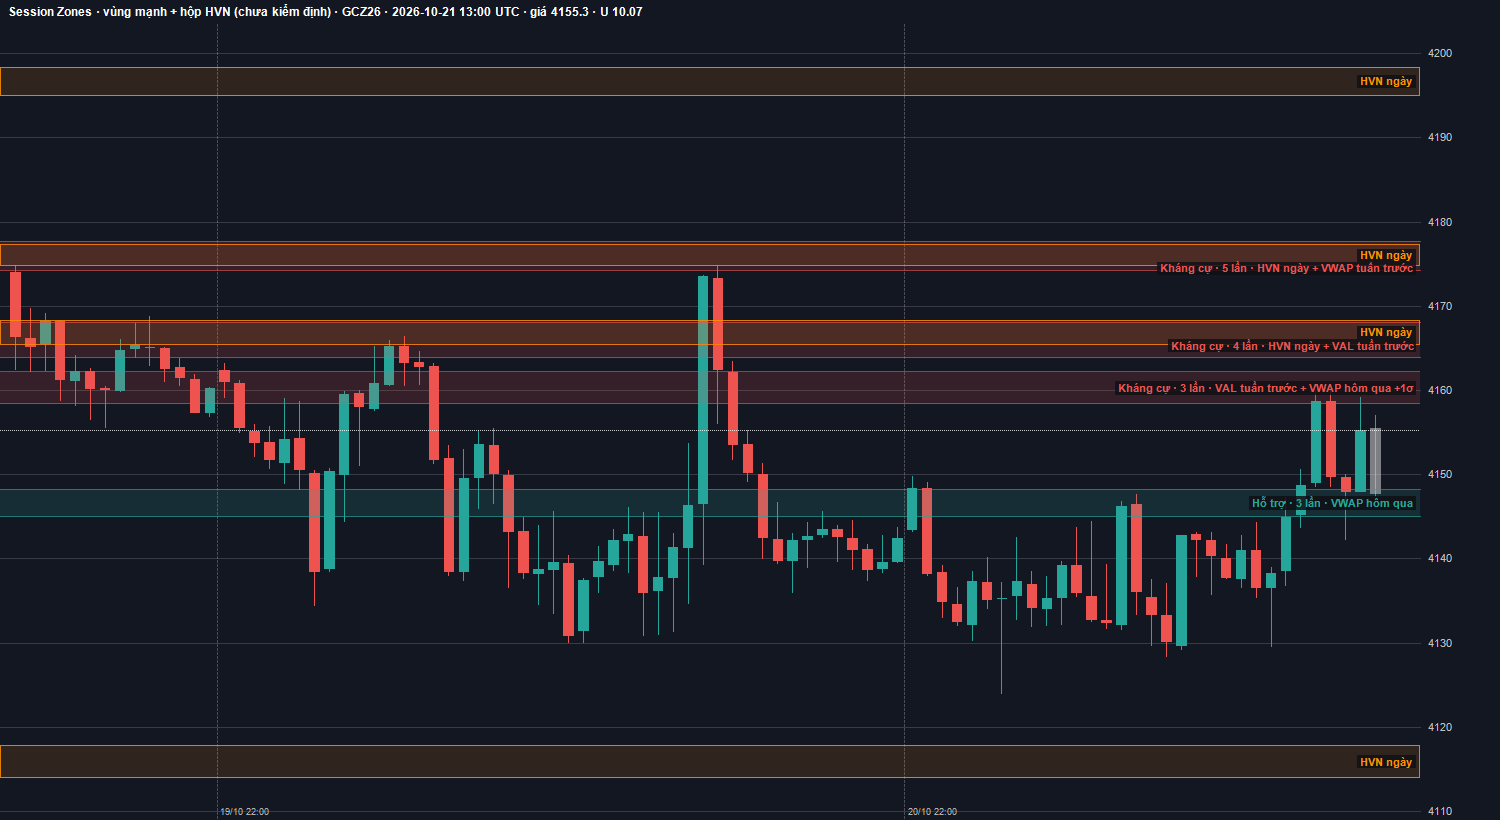 Session Zones · vùng mạnh + hộp HVN (chưa kiểm định) · GCZ26 · 2026-10-21 13:00 UTC · giá 4155.3 · U 10.07
4200
HVN ngày
4190
4180
HVN ngày
Kháng cự · 5 lần · HVN ngày + VWAP tuần trước
4170
HVN ngày
Kháng cự · 4 lần · HVN ngày + VAL tuần trước
Kháng cự · 3 lần · VAL tuần trước + VWAP hôm qua +1σ
4160
4150
Hỗ trợ · 3 lần · VWAP hôm qua
4140
4130
4120
HVN ngày
19/10 22:00
20/10 22:00
4110